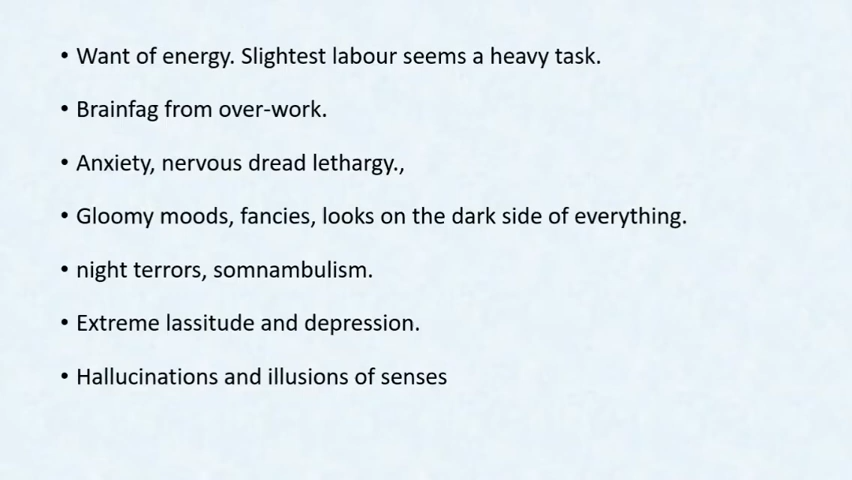 • Want of energy. Slightest labour seems a heavy task.
• Brainfag from over-work.
• Anxiety, nervous dread lethargy.,
• Gloomy moods, fancies, looks on the dark side of everything.
• night terrors, somnambulism.
• Extreme lassitude and depression.
• Hallucinations and illusions of senses